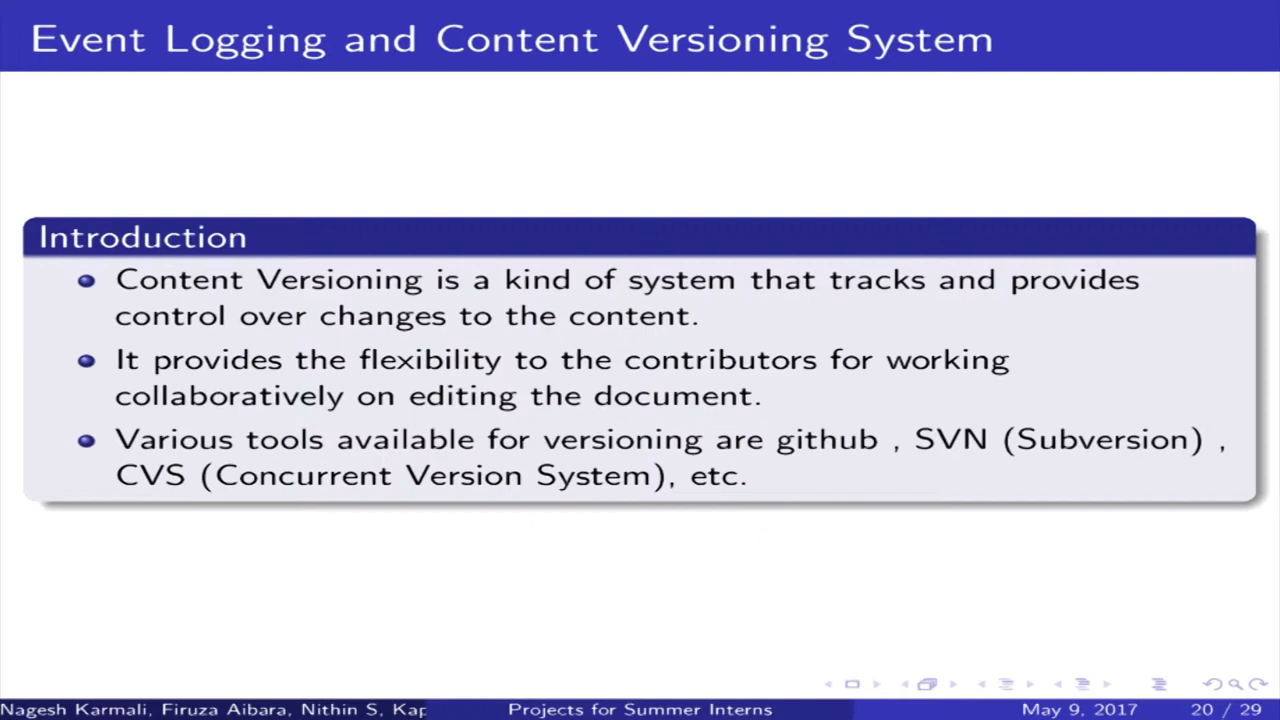 Event Logging and Content Versioning System
Introduction
Content Versioning is a kind of system that tracks and provides
control over changes to the content.
It provides the flexibility to the contributors for working
collaboratively on editing the document.
Various tools available for versioning are github , SVN (Subversion) ,
CVS (Concurrent Version System), etc.
Nagesh Karmali, Firuza Aibara, Nithin S, Kap Projects for Summer Interns May 9, 2017 20 / 29